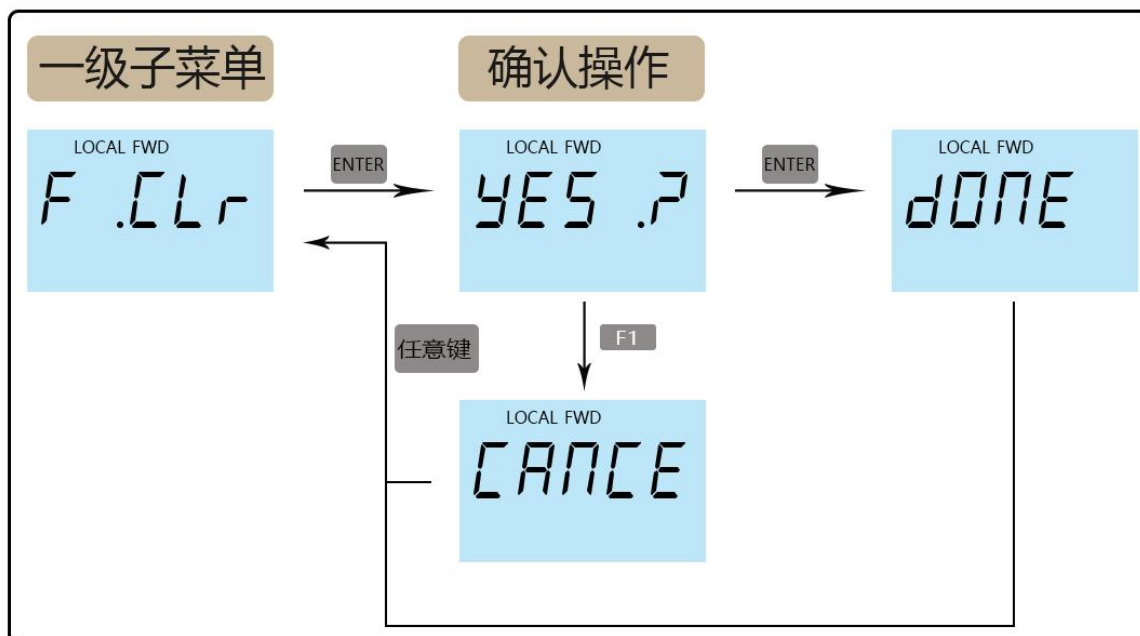 一级子菜单
确认操作
LOCAL FWD
F .CLr
ENTER
LOCAL FWD
YES .?
ENTER
LOCAL FWD
dONE
任意键
F1
LOCAL FWD
CANCE